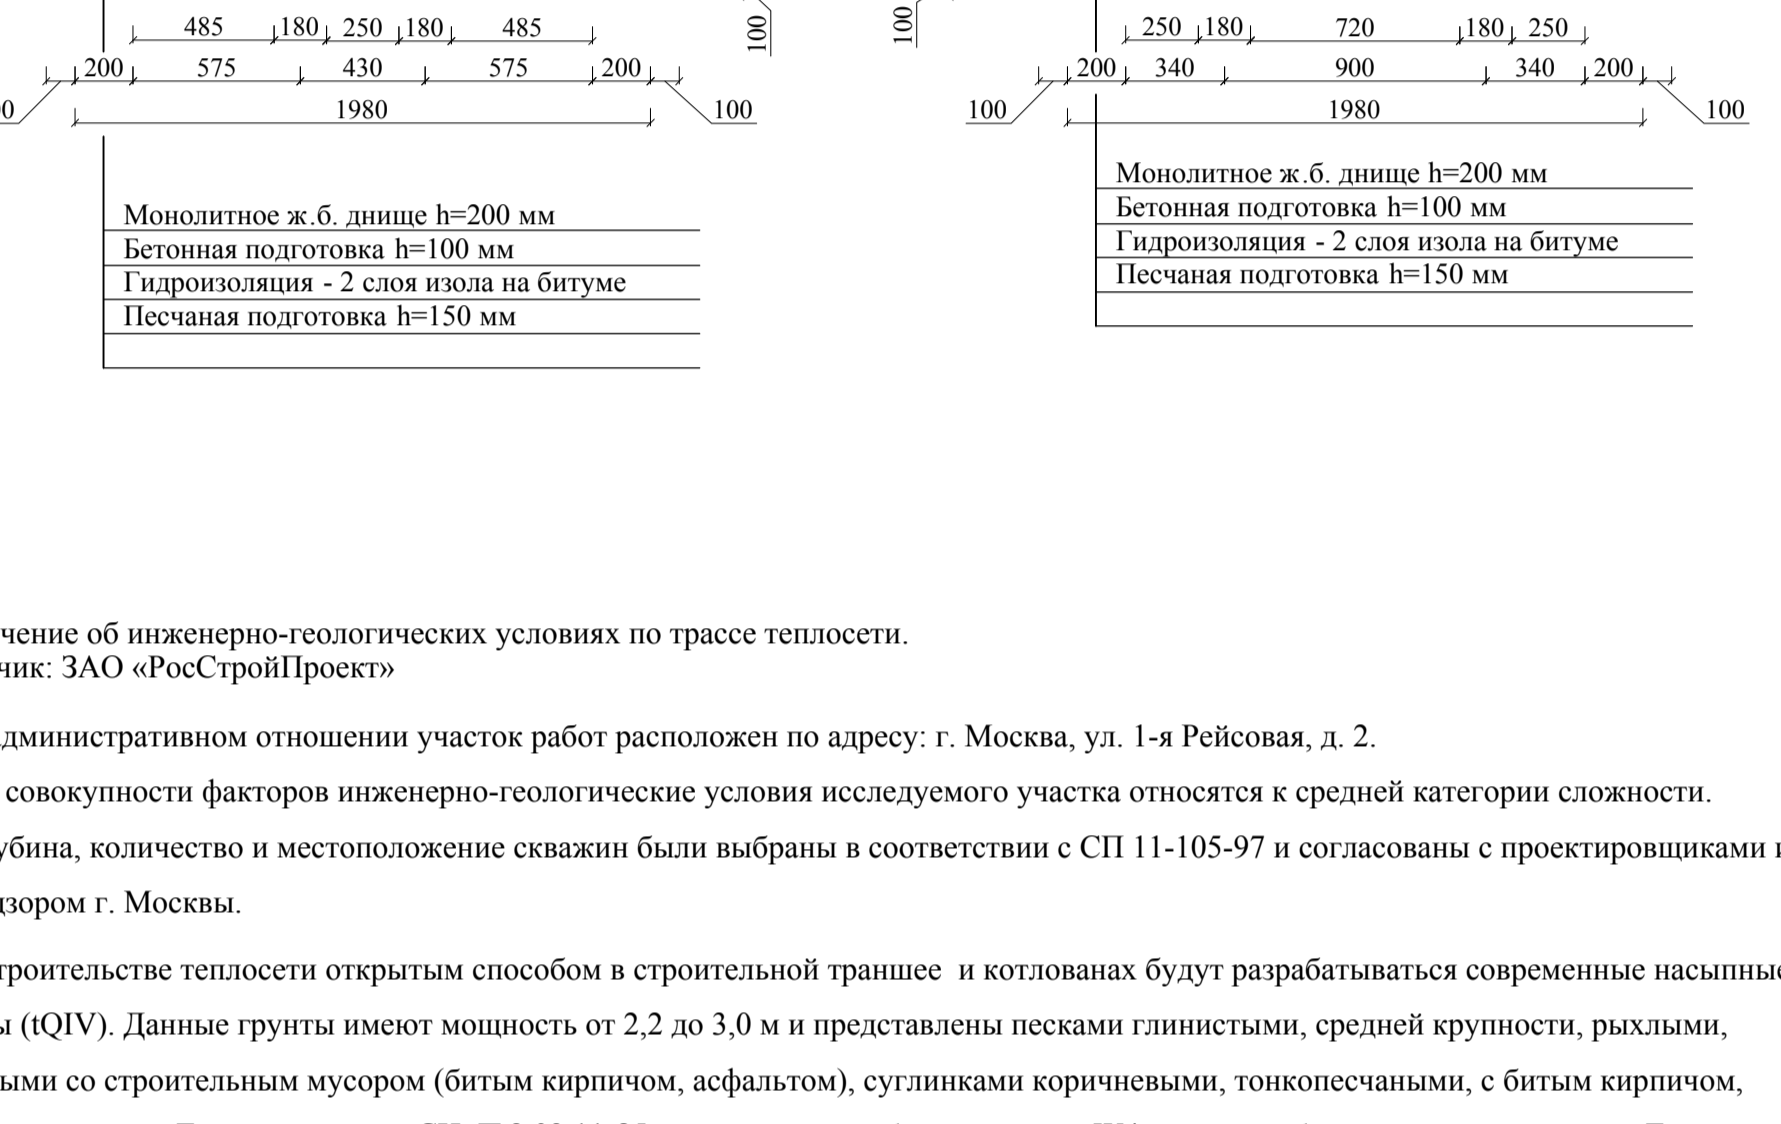 485 180 250 180 485
100
200 575 430 575 200
1980
100
100
250 180 720 180 250
200 340 900 340 200
100
1980
100
Монолитное ж.б. днище h=200 мм
Бетонная подготовка h=100 мм
Гидроизоляция - 2 слоя изола на битуме
Песчаная подготовка h=150 мм
Монолитное ж.б. днище h=200 мм
Бетонная подготовка h=100 мм
Гидроизоляция - 2 слоя изола на битуме
Песчаная подготовка h=150 мм
чение об инженерно-геологических условиях по трассе теплосети.
чик: ЗАО «РосСтройПроект»
административном отношении участок работ расположен по адресу: г. Москва, ул. 1-я Рейсовая, д. 2.
совокупности факторов инженерно-геологические условия исследуемого участка относятся к средней категории сложности.
убина, количество и местоположение скважин были выбраны в соответствии с СП 11-105-97 и согласованы с проектировщиками и
дзором г. Москвы.
троительстве теплосети открытым способом в строительной траншее и котлованах будут разрабатываться современные насыпные
ы (tQIV). Данные грунты имеют мощность от 2,2 до 3,0 м и представлены песками глинистыми, средней крупности, рыхлыми,
ыми со строительным мусором (битым кирпичом, асфальтом), суглинками коричневыми, тонкопесчаными, с битым кирпичом,